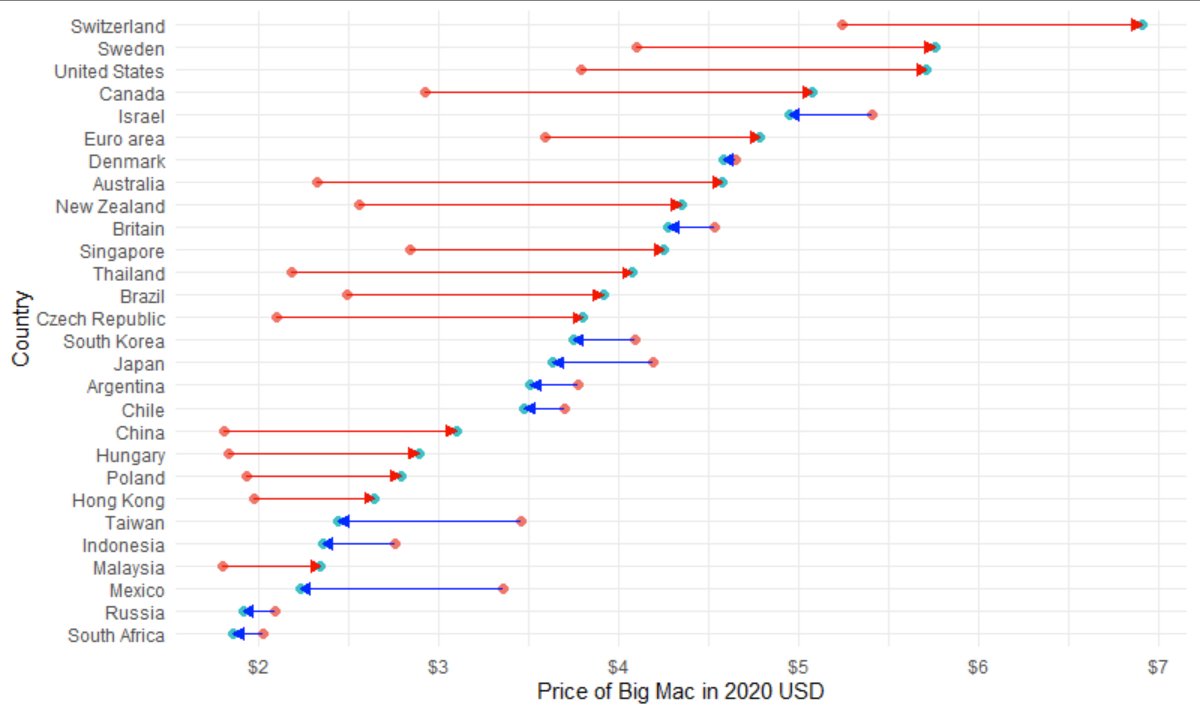 Switzerland
Sweden
United States
Canada
Israel
Euro area
Denmark
Australia
New Zealand
Britain
Singapore
Thailand
Brazil
Czech Republic
South Korea
Japan
Argentina
Chile
China
Hungary
Poland
Hong Kong
Taiwan
Indonesia
Malaysia
Mexico
Russia
South Africa
Country
$2 $3 $4 $5 $6 $7
Price of Big Mac in 2020 USD